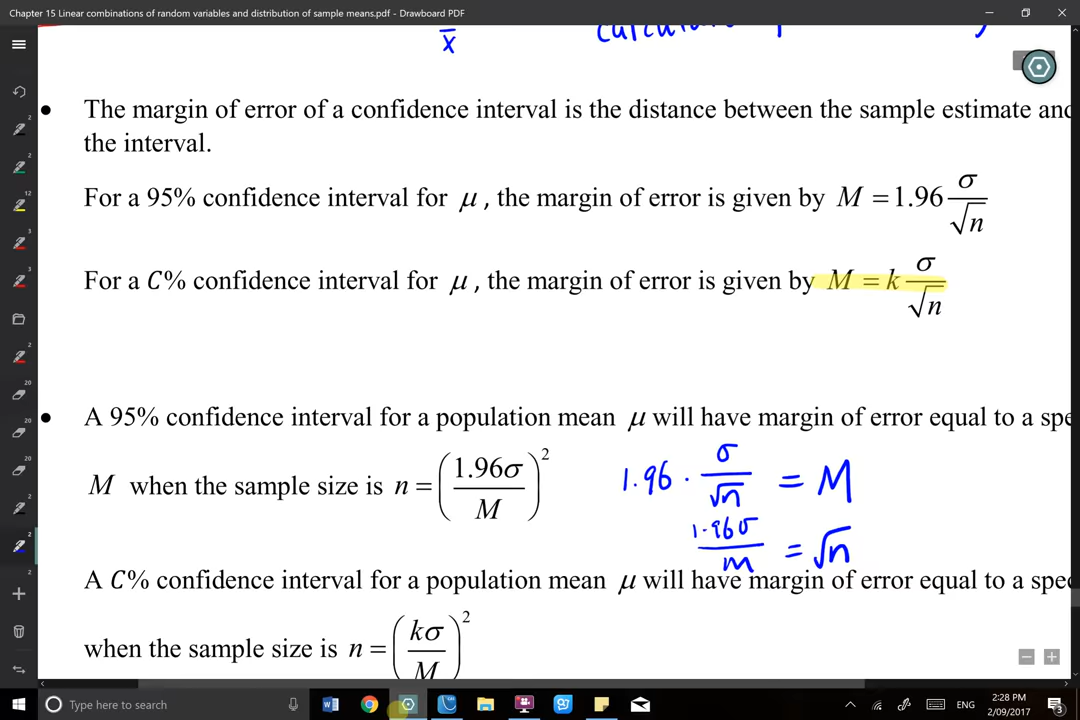 Chapter 15 Linear combinations of random variables and distribution of sample means.pdf - Drawboard PDF
x̄
The margin of error of a confidence interval is the distance between the sample estimate and
the interval.
For a 95% confidence interval for μ, the margin of error is given by M = 1.96 σ/√n
For a C% confidence interval for μ, the margin of error is given by M = k σ/√n
A 95% confidence interval for a population mean μ will have margin of error equal to a spe
M when the sample size is n = (1.96σ/M)²
1.96 · σ/√n = M
1.96σ/M = √n
A C% confidence interval for a population mean μ will have margin of error equal to a spec
when the sample size is n = (kσ/M)²
Type here to search
ENG
2:28 PM
2/09/2017